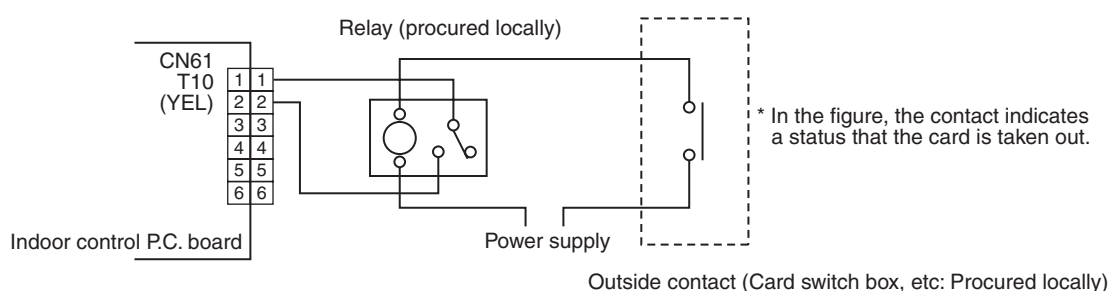 Relay (procured locally)
CN61
T10
(YEL)
1 1
2 2
3 3
4 4
5 5
6 6
* In the figure, the contact indicates
a status that the card is taken out.
Indoor control P.C. board
Power supply
Outside contact (Card switch box, etc: Procured locally)